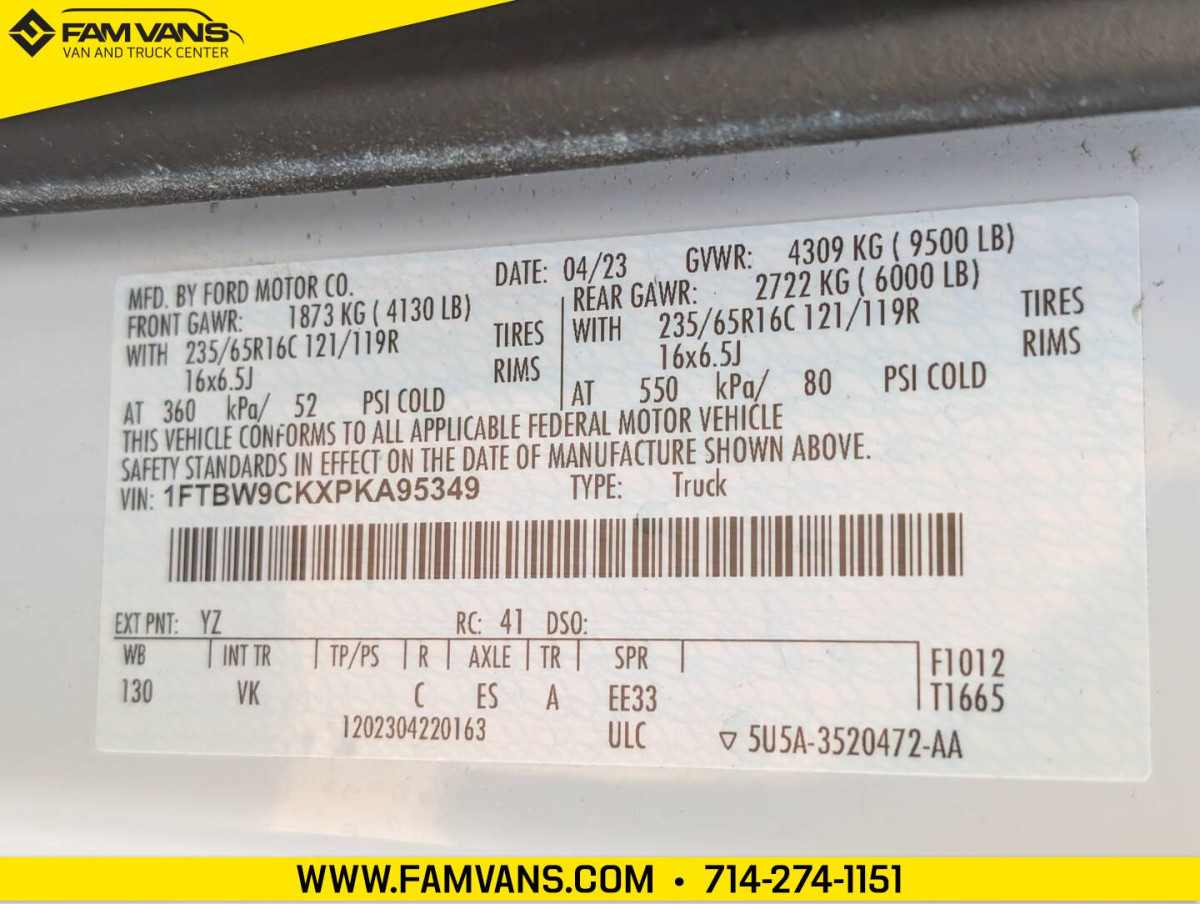 FAM VANS
VAN AND TRUCK CENTER
MFD. BY FORD MOTOR CO. DATE: 04/23 GVWR: 4309 KG ( 9500 LB)
FRONT GAWR: 1873 KG ( 4130 LB) REAR GAWR: 2722 KG ( 6000 LB)
WITH 235/65R16C 121/119R TIRES WITH 235/65R16C 121/119R TIRES
16x6.5J RIMS 16x6.5J RIMS
AT 360 kPa/ 52 PSI COLD AT 550 kPa/ 80 PSI COLD
THIS VEHICLE CONFORMS TO ALL APPLICABLE FEDERAL MOTOR VEHICLE
SAFETY STANDARDS IN EFFECT ON THE DATE OF MANUFACTURE SHOWN ABOVE.
VIN: 1FTBW9CKXPKA95349 TYPE: Truck
EXT PNT: YZ RC: 41 DSO:
WB INT TR TP/PS R AXLE TR SPR F1012
130 VK C ES A EE33 T1665
1202304220163 ULC ▽ 5U5A-3520472-AA
WWW.FAMVANS.COM • 714-274-1151